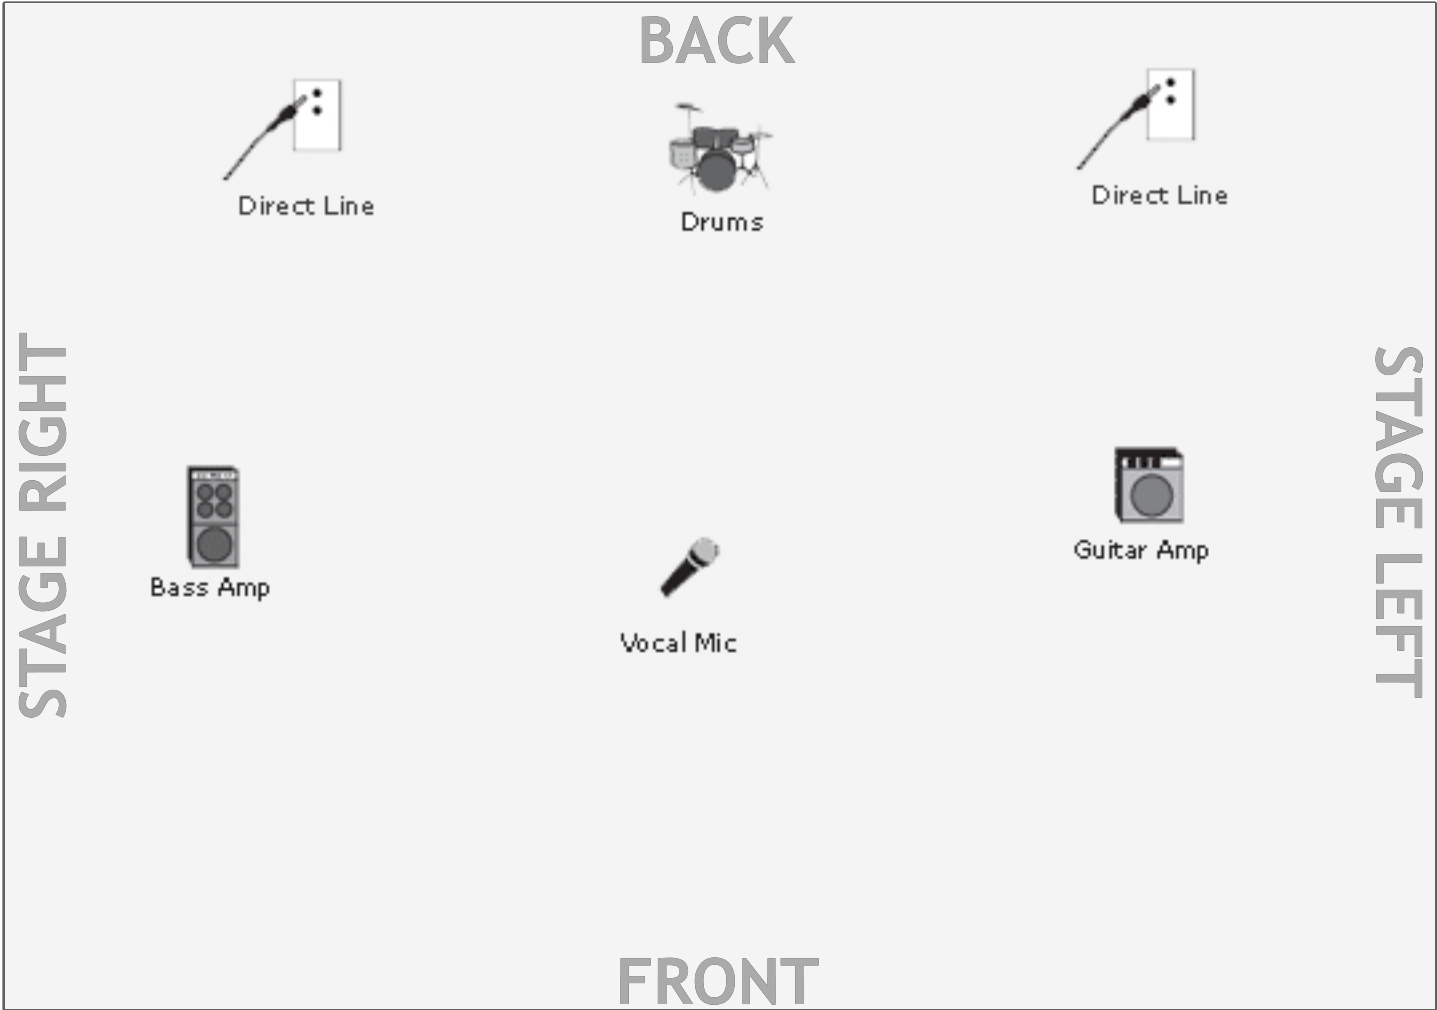 BACK
Direct Line
Drums
Direct Line
STAGE RIGHT
STAGE LEFT
Bass Amp
Vocal Mic
Guitar Amp
FRONT